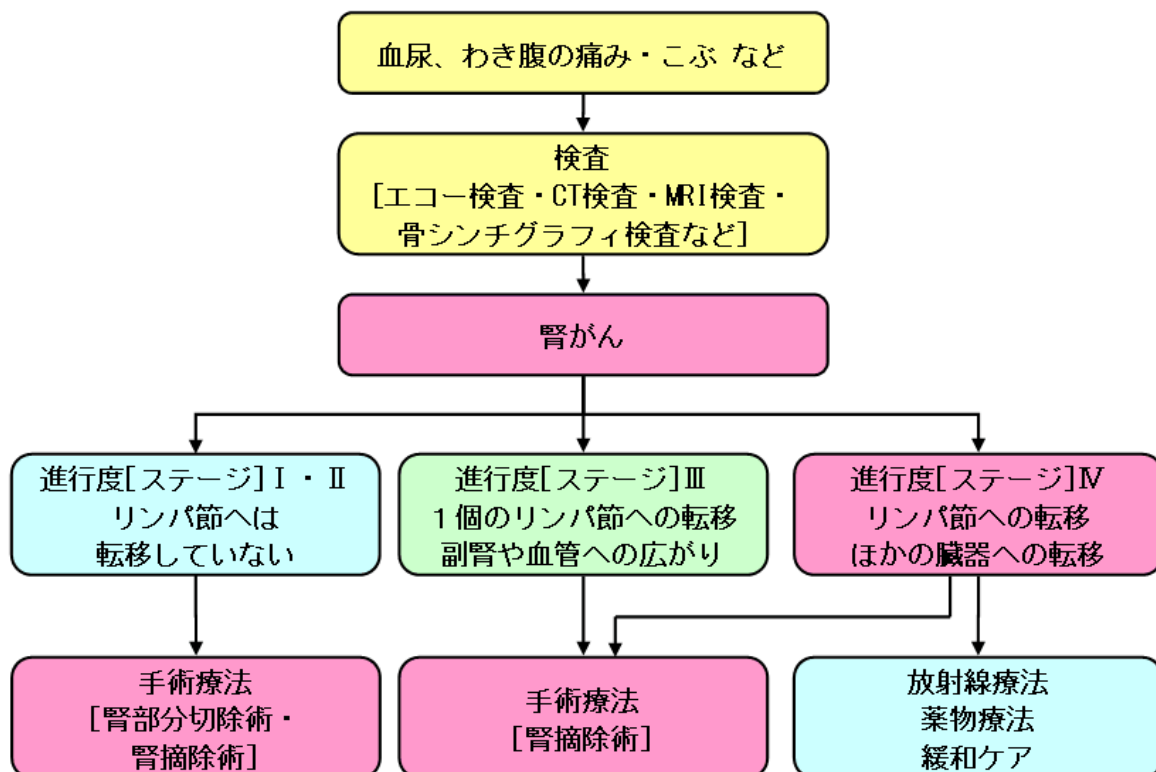 血尿、わき腹の痛み・こぶ など
検査
[エコー検査・CT検査・MRI検査・
骨シンチグラフィ検査など]
腎がん
進行度[ステージ]Ⅰ・Ⅱ
リンパ節へは
転移していない
進行度[ステージ]Ⅲ
１個のリンパ節への転移
副腎や血管への広がり
進行度[ステージ]Ⅳ
リンパ節への転移
ほかの臓器への転移
手術療法
[腎部分切除術・
腎摘除術]
手術療法
[腎摘除術]
放射線療法
薬物療法
緩和ケア